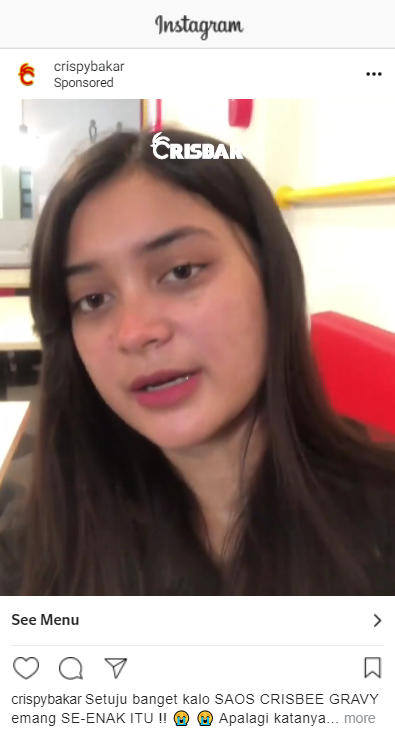 Instagram
crispybakar
Sponsored
CRISBAR
See Menu
crispybakar Setuju banget kalo SAOS CRISBEE GRAVY
emang SE-ENAK ITU !! 😭 😭 Apalagi katanya... more